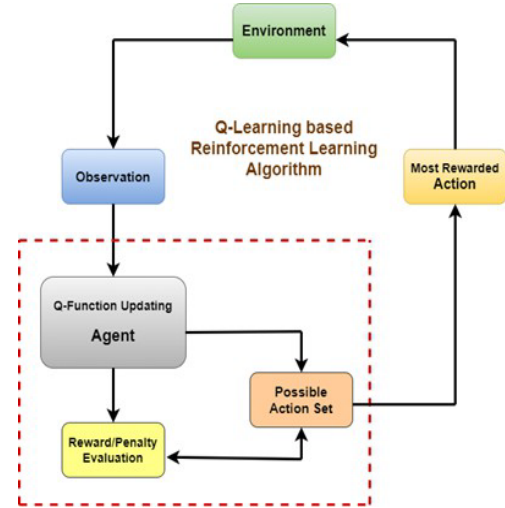 Environment
Q-Learning based
Reinforcement Learning
Algorithm
Observation
Most Rewarded
Action
Q-Function Updating
Agent
Possible
Action Set
Reward/Penalty
Evaluation